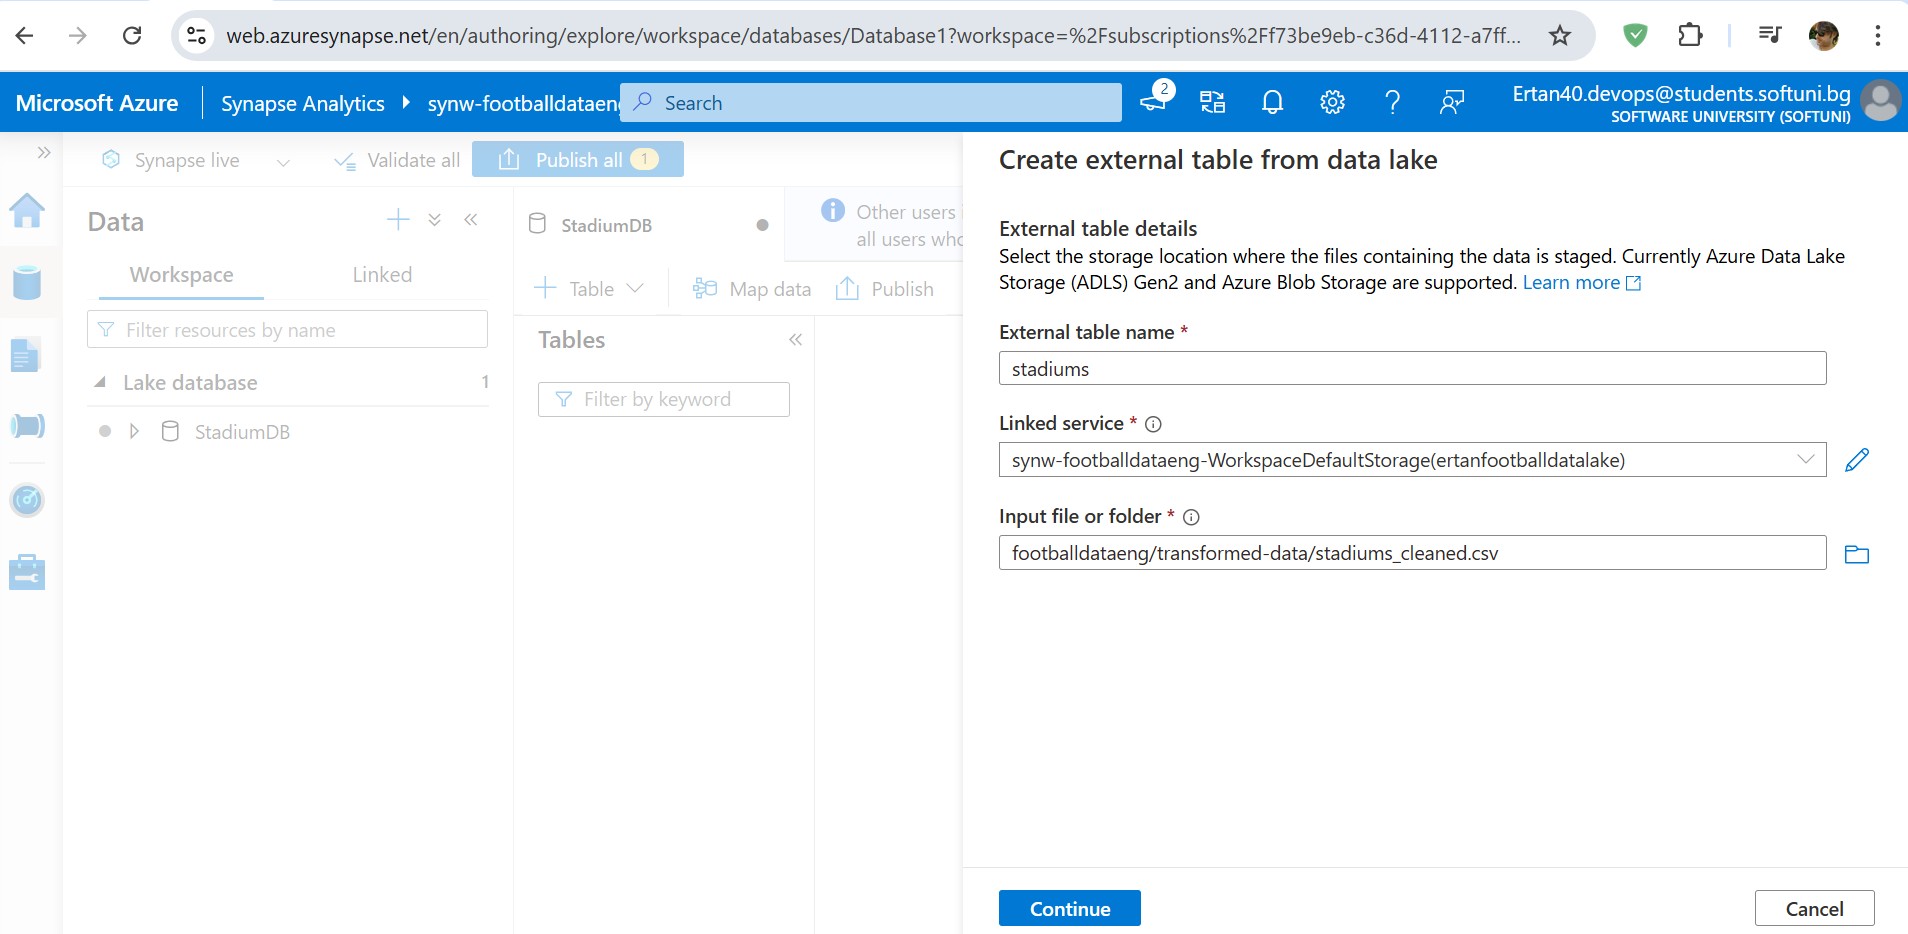 web.azuresynapse.net/en/authoring/explore/workspace/databases/Database1?workspace=%2Fsubscriptions%2Ff73be9eb-c36d-4112-a7ff...
Microsoft Azure
Synapse Analytics
synw-footballdataeng
Search
2
Ertan40.devops@students.softuni.bg
SOFTWARE UNIVERSITY (SOFTUNI)
Synapse live
Validate all
Publish all 1
Data
Workspace
Linked
Filter resources by name
Lake database 1
StadiumDB
StadiumDB
Other users
all users who
Table
Map data
Publish
Tables
Filter by keyword
Create external table from data lake
External table details
Select the storage location where the files containing the data is staged. Currently Azure Data Lake
Storage (ADLS) Gen2 and Azure Blob Storage are supported. Learn more
External table name *
stadiums
Linked service *
synw-footballdataeng-WorkspaceDefaultStorage(ertanfootballdatalake)
Input file or folder *
footballdataeng/transformed-data/stadiums_cleaned.csv
Continue
Cancel